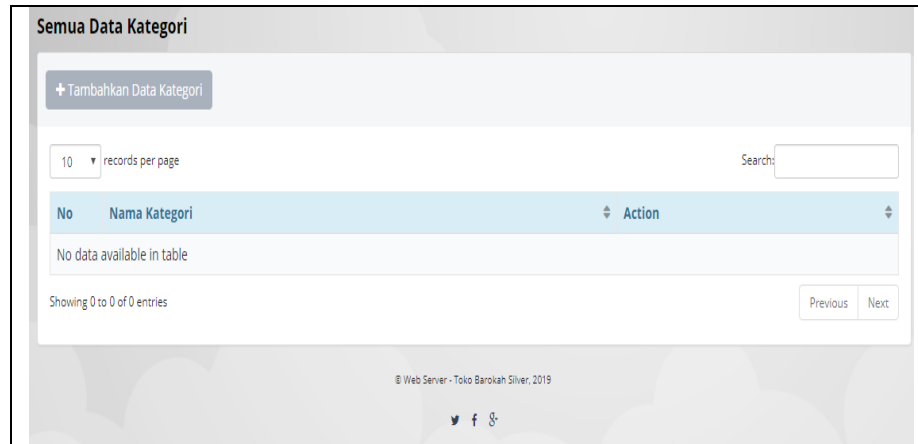 Semua Data Kategori
+ Tambahkan Data Kategori
10 records per page Search:
No Nama Kategori Action
No data available in table
Showing 0 to 0 of 0 entries Previous Next
© Web Server - Toko Barokah Silver, 2019